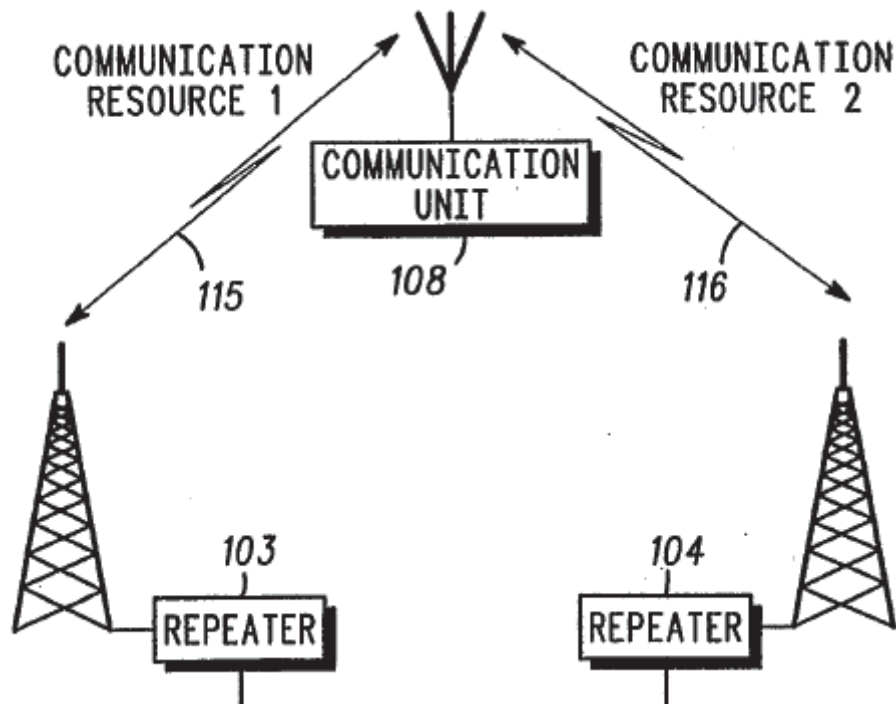 COMMUNICATION
RESOURCE 1
COMMUNICATION
RESOURCE 2
COMMUNICATION
UNIT
115
108
116
103
REPEATER
104
REPEATER